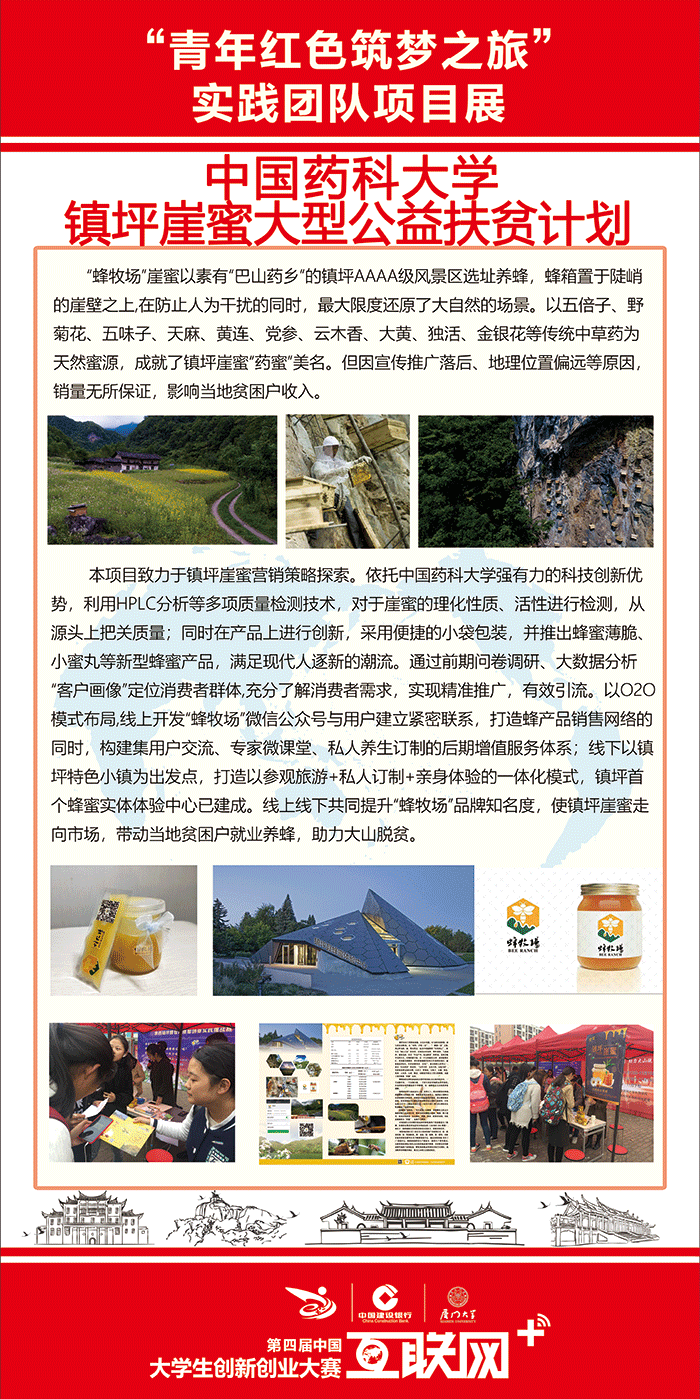 “青年红色筑梦之旅”
实践团队项目展
中国药科大学
镇坪崖蜜大型公益扶贫计划
“蜂牧场”崖蜜以素有“巴山药乡”的镇坪AAAA级风景区选址养蜂，蜂箱置于陡峭
的崖壁之上,在防止人为干扰的同时，最大限度还原了大自然的场景。以五倍子、野
菊花、五味子、天麻、黄连、党参、云木香、大黄、独活、金银花等传统中草药为
天然蜜源，成就了镇坪崖蜜“药蜜”美名。但因宣传推广落后、地理位置偏远等原因，
销量无所保证，影响当地贫困户收入。
本项目致力于镇坪崖蜜营销策略探索。依托中国药科大学强有力的科技创新优
势，利用HPLC分析等多项质量检测技术，对于崖蜜的理化性质、活性进行检测，从
源头上把关质量；同时在产品上进行创新，采用便捷的小袋包装，并推出蜂蜜薄脆、
小蜜丸等新型蜂蜜产品，满足现代人逐新的潮流。通过前期问卷调研、大数据分析
“客户画像”定位消费者群体,充分了解消费者需求，实现精准推广，有效引流。以O2O
模式布局,线上开发“蜂牧场”微信公众号与用户建立紧密联系，打造蜂产品销售网络的
同时，构建集用户交流、专家微课堂、私人养生订制的后期增值服务体系；线下以镇
坪特色小镇为出发点，打造以参观旅游+私人订制+亲身体验的一体化模式，镇坪首
个蜂蜜实体体验中心已建成。线上线下共同提升“蜂牧场”品牌知名度，使镇坪崖蜜走
向市场，带动当地贫困户就业养蜂，助力大山脱贫。
蜂牧场
BEE RANCH
蜂牧场
BEE RANCH
中国建设银行
China Construction Bank
厦门大学
XIAMEN UNIVERSITY
第四届中国
大学生创新创业大赛
互联网+